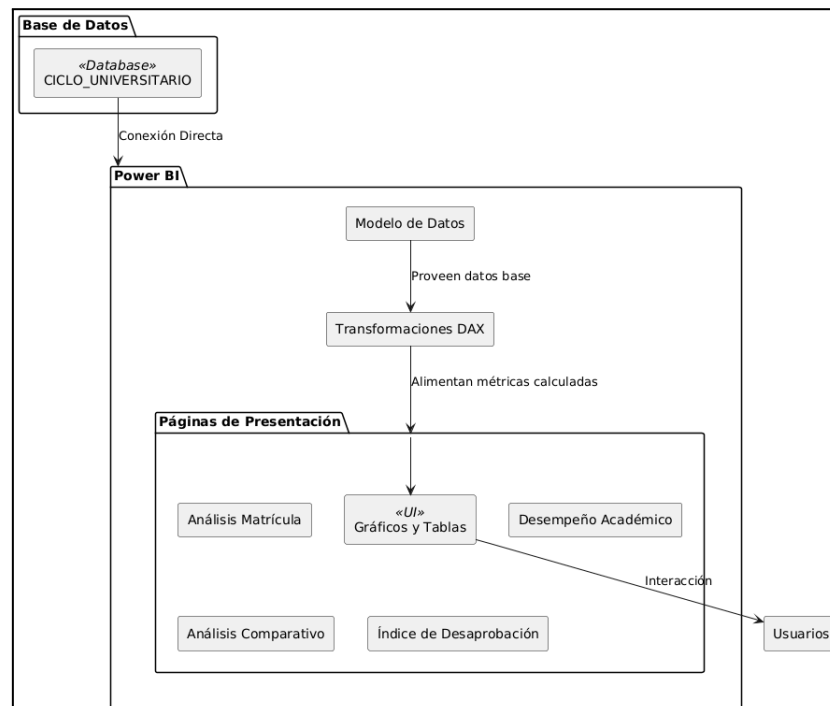 Base de Datos
«Database»
CICLO_UNIVERSITARIO
Conexión Directa
Power BI
Modelo de Datos
Proveen datos base
Transformaciones DAX
Alimentan métricas calculadas
Páginas de Presentación
Análisis Matrícula
«UI»
Gráficos y Tablas
Desempeño Académico
Interacción
Análisis Comparativo
Índice de Desaprobación
Usuarios